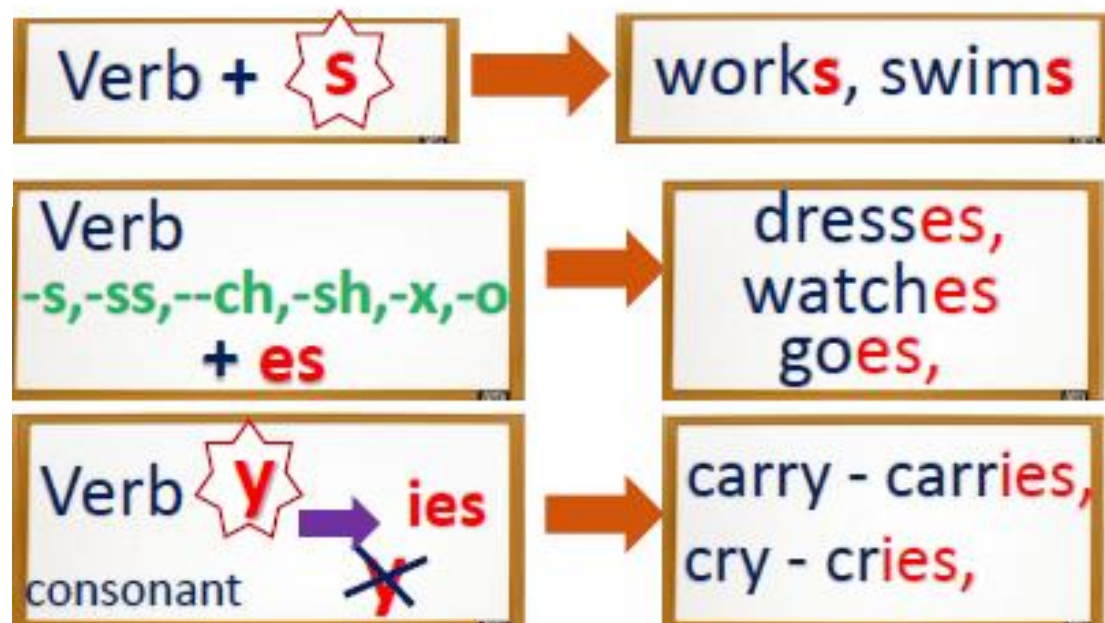 Verb + s
works, swims
Verb
-s,-ss,--ch,-sh,-x,-o
+ es
dresses,
watches
goes,
Verb y
ies
y
consonant
carry - carries,
cry - cries,